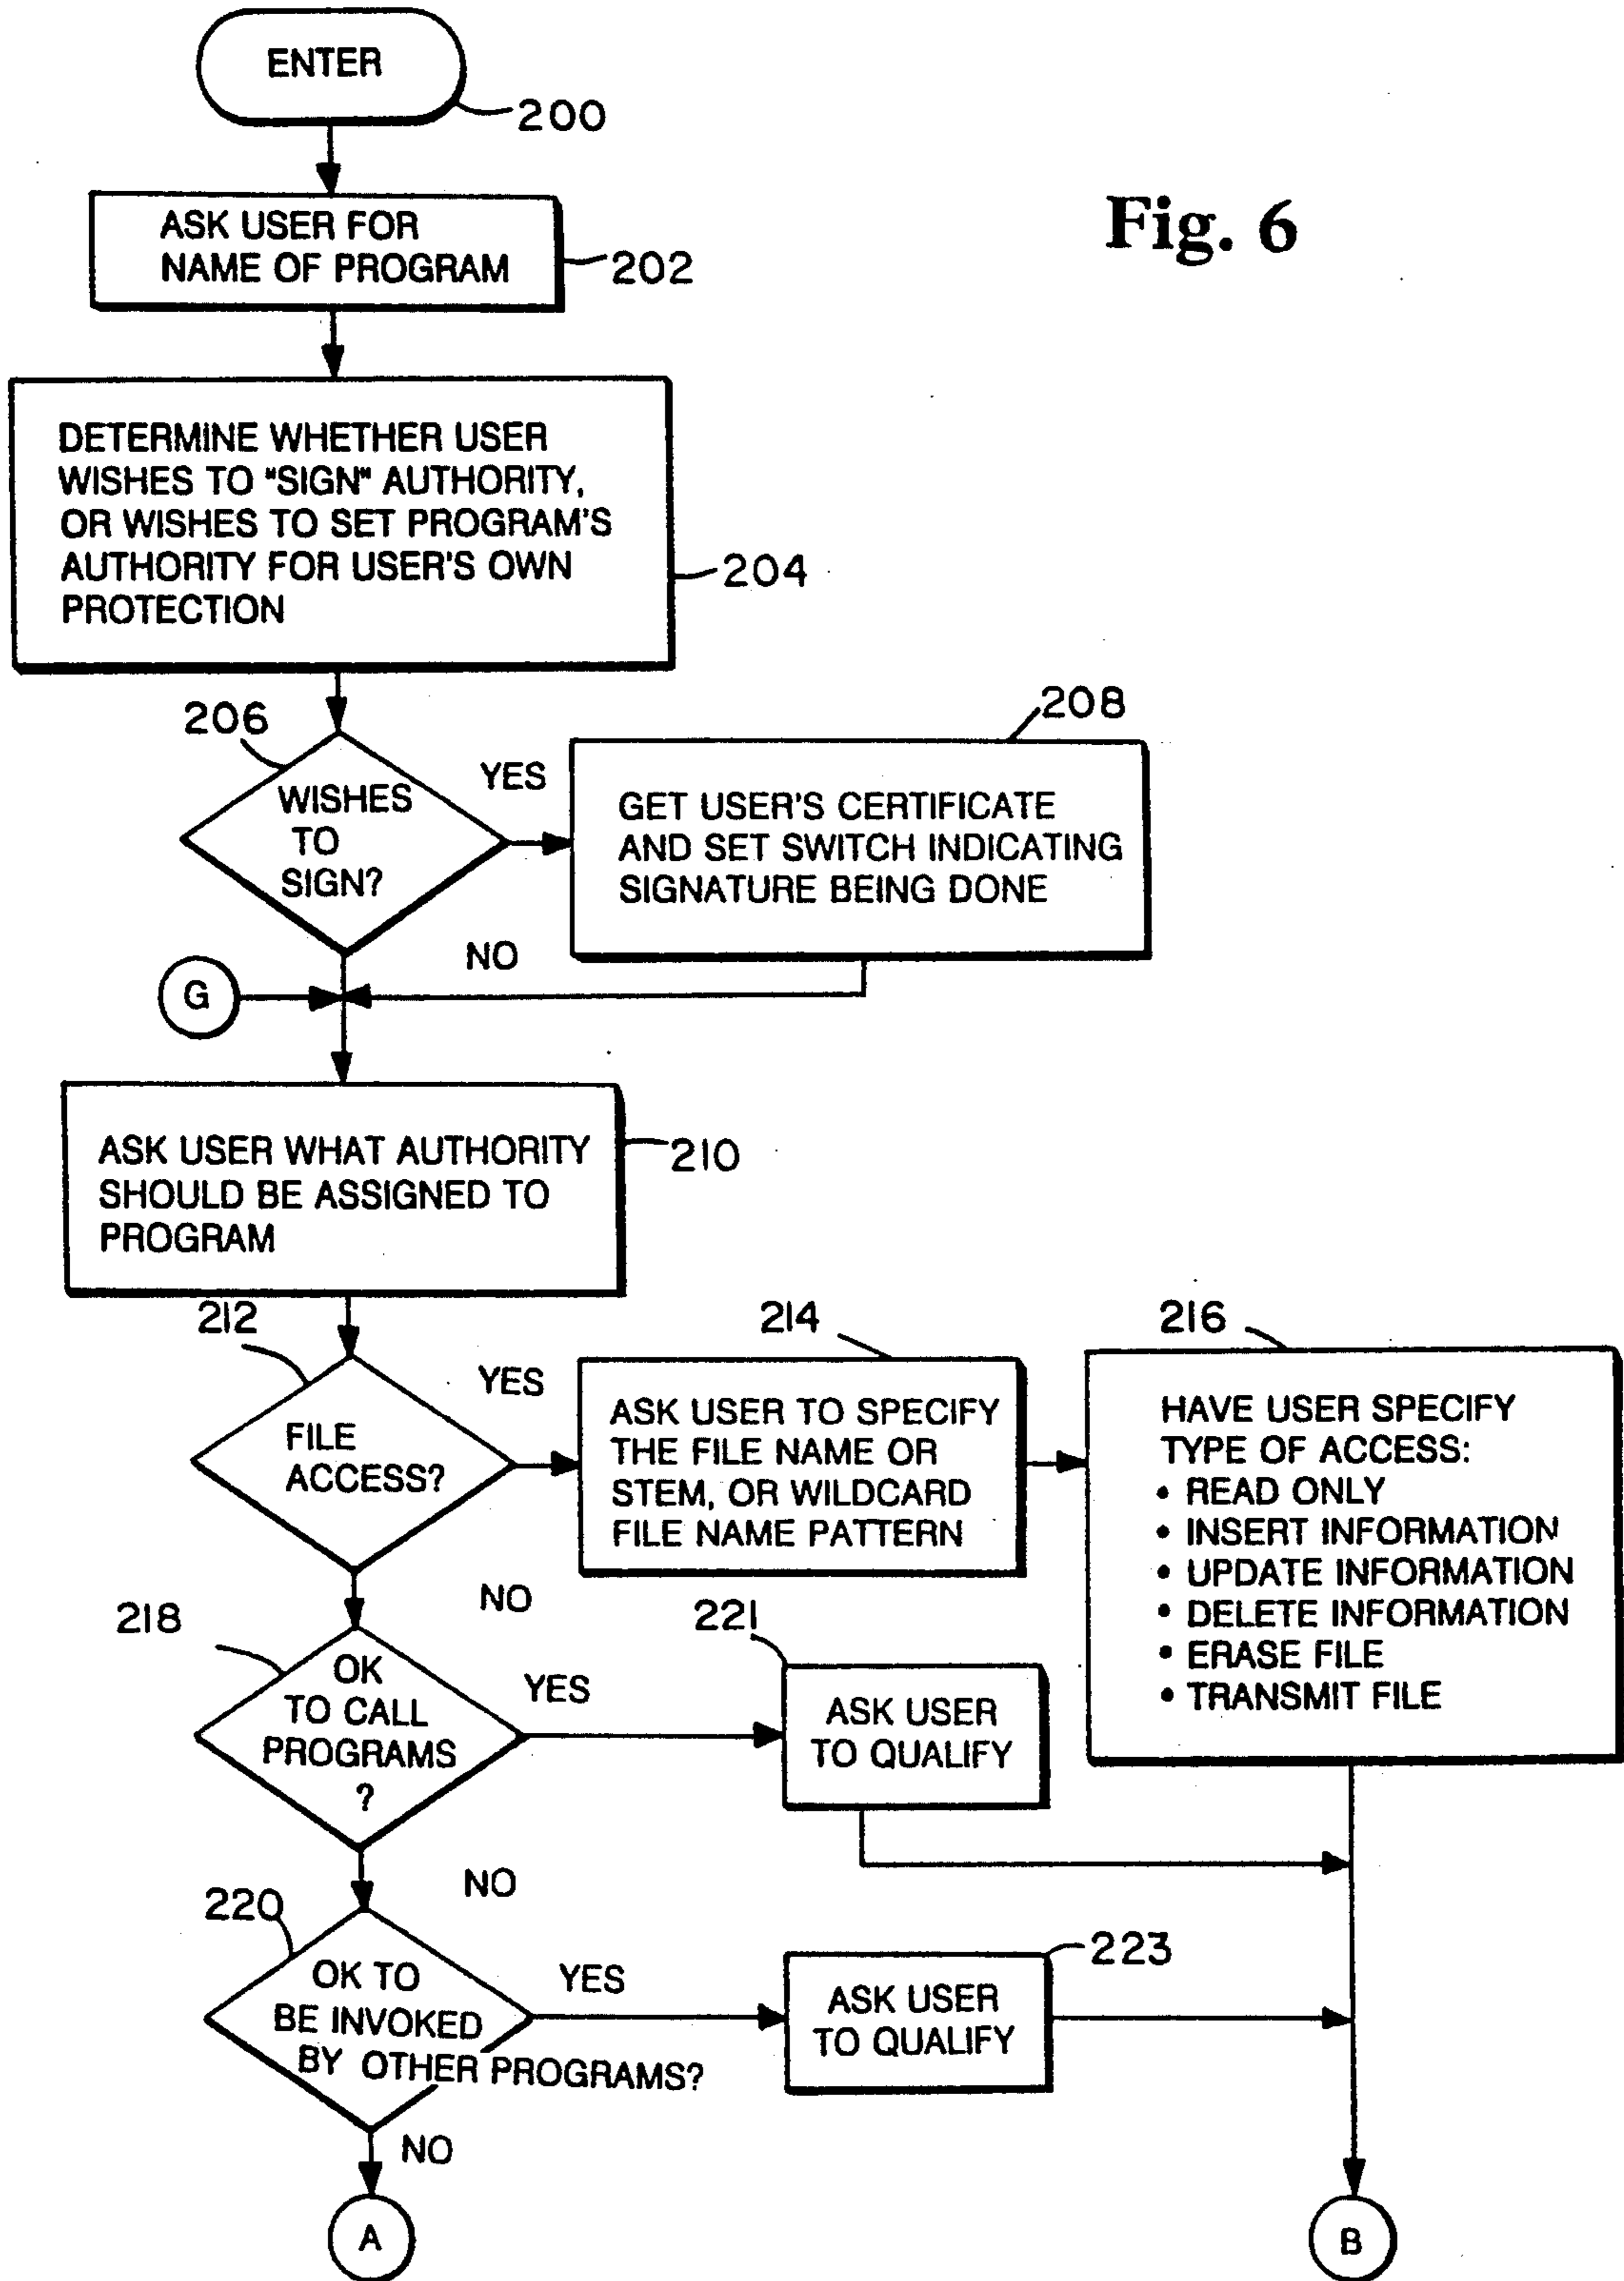 ENTER
200
Fig. 6
ASK USER FOR
NAME OF PROGRAM
202
DETERMINE WHETHER USER
WISHES TO "SIGN" AUTHORITY,
OR WISHES TO SET PROGRAM'S
AUTHORITY FOR USER'S OWN
PROTECTION
204
206
WISHES
TO
SIGN?
YES
208
GET USER'S CERTIFICATE
AND SET SWITCH INDICATING
SIGNATURE BEING DONE
NO
G
ASK USER WHAT AUTHORITY
SHOULD BE ASSIGNED TO
PROGRAM
210
212
FILE
ACCESS?
YES
214
ASK USER TO SPECIFY
THE FILE NAME OR
STEM, OR WILDCARD
FILE NAME PATTERN
216
HAVE USER SPECIFY
TYPE OF ACCESS:
• READ ONLY
• INSERT INFORMATION
• UPDATE INFORMATION
• DELETE INFORMATION
• ERASE FILE
• TRANSMIT FILE
NO
218
OK
TO CALL
PROGRAMS
?
YES
221
ASK USER
TO QUALIFY
NO
220
OK TO
BE INVOKED
BY OTHER PROGRAMS?
YES
223
ASK USER
TO QUALIFY
NO
A
B